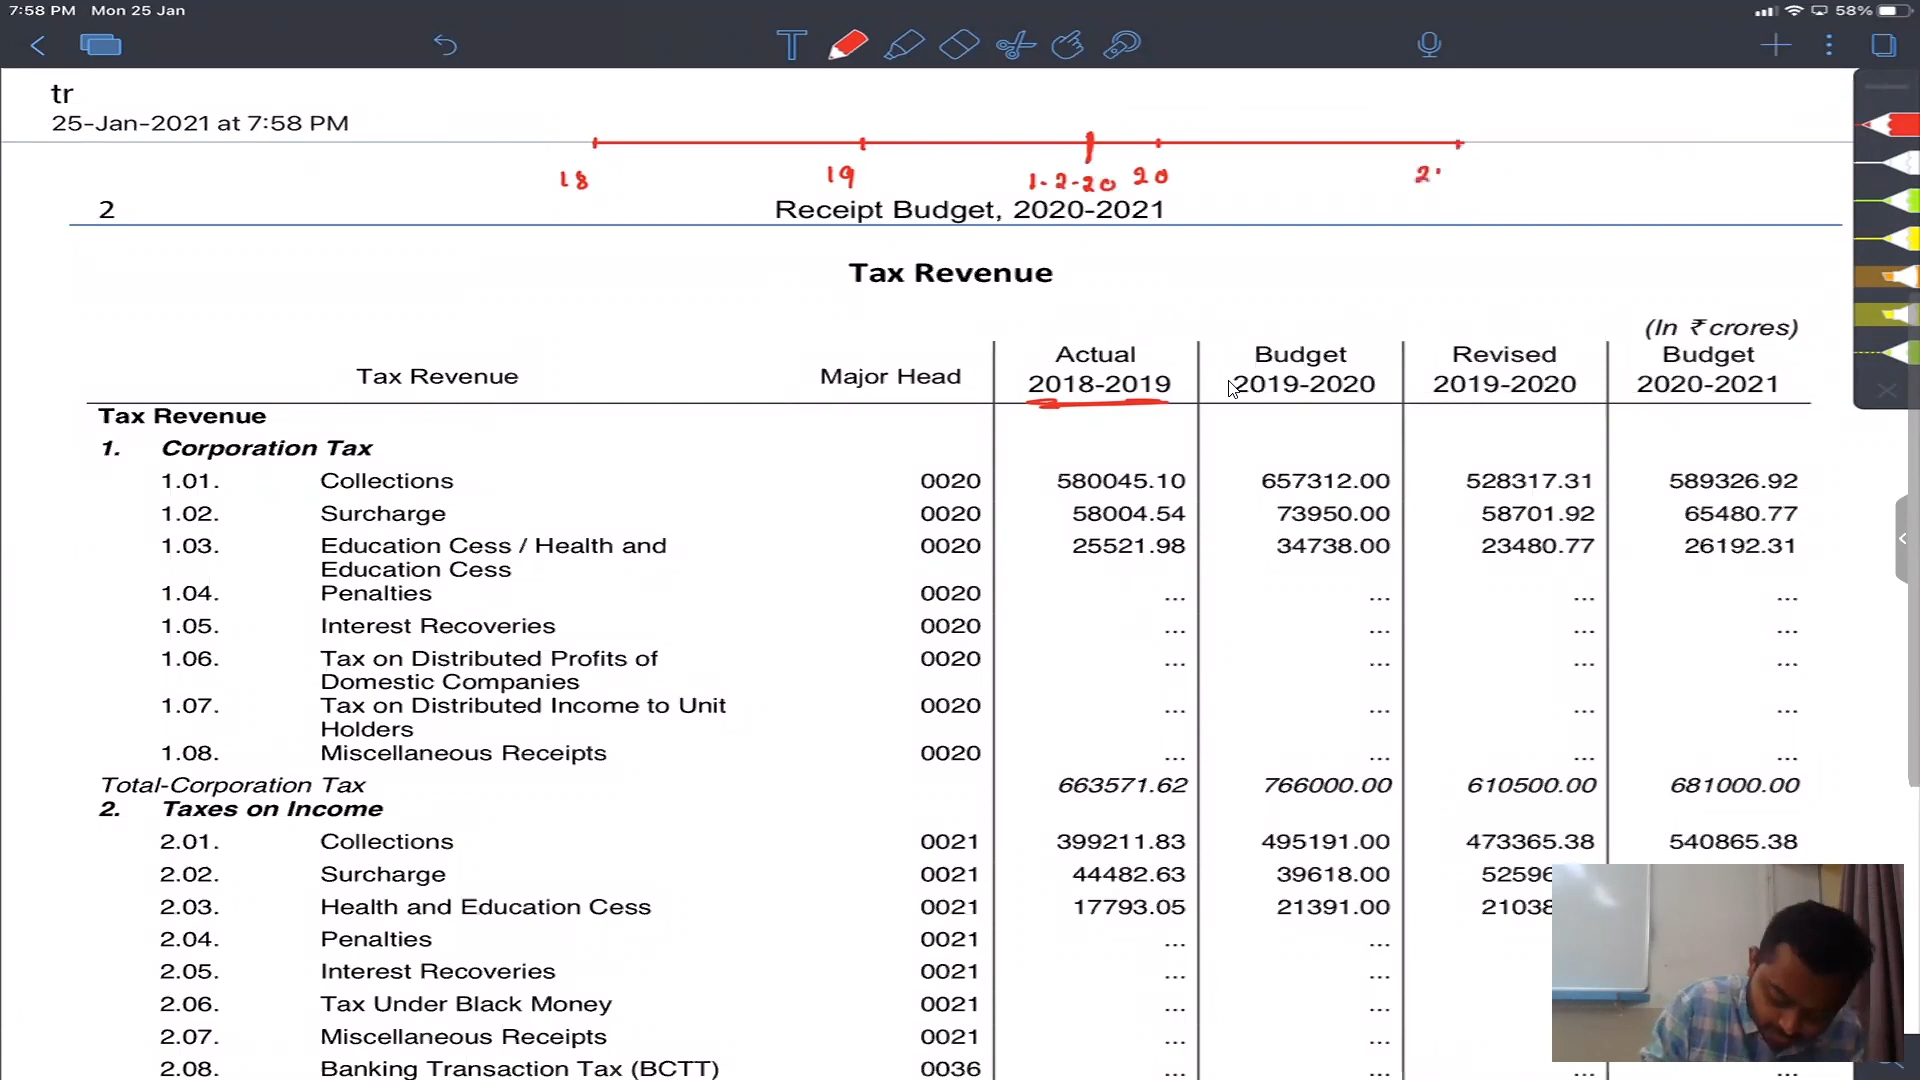 7:58 PM Mon 25 Jan
58%
tr
25-Jan-2021 at 7:58 PM
18 19 1-2-20 20
2 Receipt Budget, 2020-2021
Tax Revenue
(In ₹ crores)
Tax Revenue Major Head Actual 2018-2019 Budget 2019-2020 Revised 2019-2020 Budget 2020-2021
Tax Revenue
1. Corporation Tax
1.01. Collections 0020 580045.10 657312.00 528317.31 589326.92
1.02. Surcharge 0020 58004.54 73950.00 58701.92 65480.77
1.03. Education Cess / Health and 0020 25521.98 34738.00 23480.77 26192.31
Education Cess
1.04. Penalties 0020 ... ... ... ...
1.05. Interest Recoveries 0020 ... ... ... ...
1.06. Tax on Distributed Profits of 0020 ... ... ... ...
Domestic Companies
1.07. Tax on Distributed Income to Unit 0020 ... ... ... ...
Holders
1.08. Miscellaneous Receipts 0020 ... ... ... ...
Total-Corporation Tax 663571.62 766000.00 610500.00 681000.00
2. Taxes on Income
2.01. Collections 0021 399211.83 495191.00 473365.38 540865.38
2.02. Surcharge 0021 44482.63 39618.00 52596
2.03. Health and Education Cess 0021 17793.05 21391.00 21038
2.04. Penalties 0021 ... ...
2.05. Interest Recoveries 0021 ... ...
2.06. Tax Under Black Money 0021 ... ...
2.07. Miscellaneous Receipts 0021 ... ...
2.08. Banking Transaction Tax (BCTT) 0036 ... ... ... ...